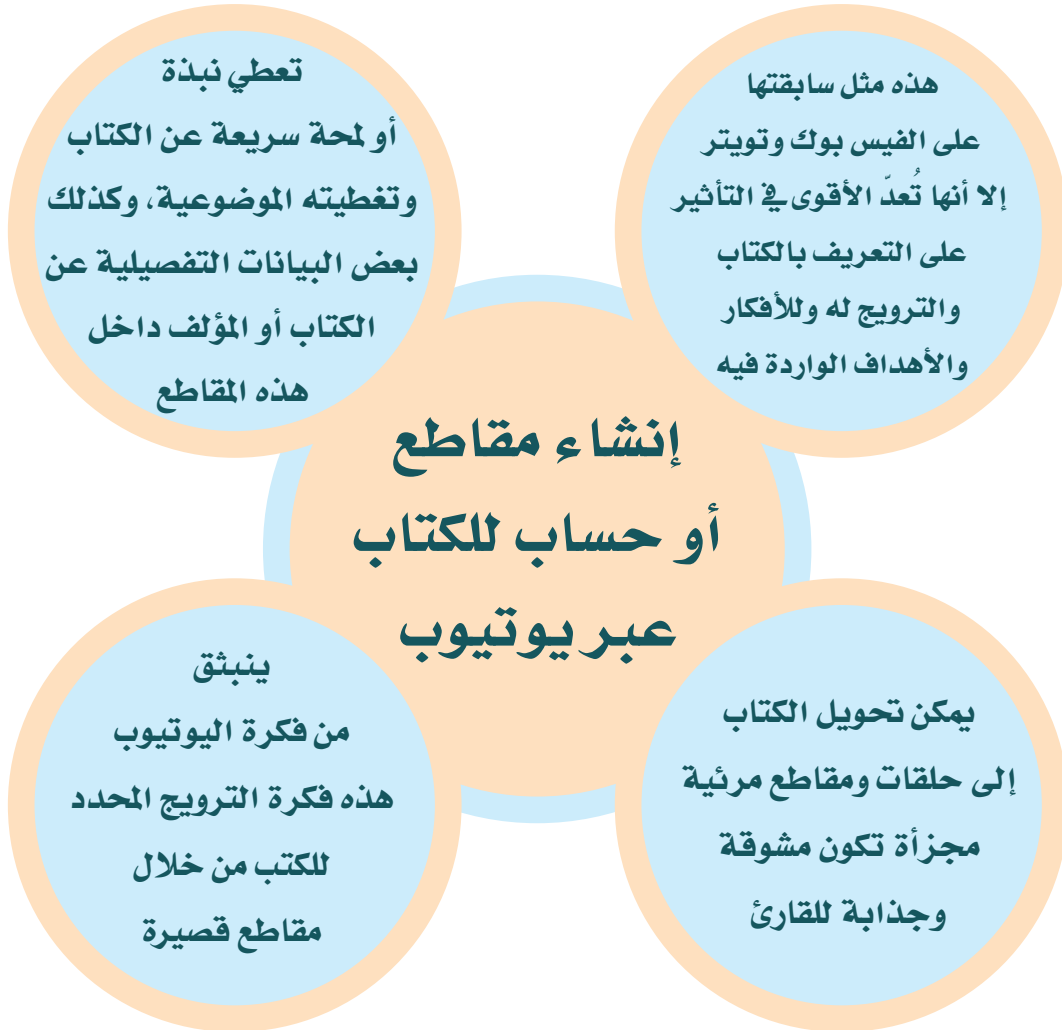 إنشاء مقاطع
أو حساب للكتاب
عبر يوتيوب
هذه مثل سابقتها
على الفيس بوك وتويتر
إلا أنها تُعدّ الأقوى في التأثير
على التعريف بالكتاب
والترويج له وللأفكار
والأهداف الواردة فيه
يمكن تحويل الكتاب
إلى حلقات ومقاطع مرئية
مجزأة تكون مشوقة
وجذابة للقارئ
ينبثق
من فكرة اليوتيوب
هذه فكرة الترويج المحدد
للكتب من خلال
مقاطع قصيرة
تعطي نبذة
أو لمحة سريعة عن الكتاب
وتغطيته الموضوعية، وكذلك
بعض البيانات التفصيلية عن
الكتاب أو المؤلف داخل
هذه المقاطع